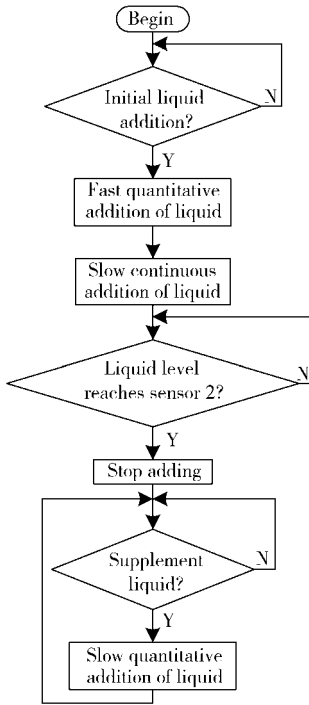 Begin
Initial liquid
addition?
N
Y
Fast quantitative
addition of liquid
Slow continuous
addition of liquid
Liquid level
reaches sensor 2?
N
Y
Stop adding
Supplement
liquid?
N
Y
Slow quantitative
addition of liquid